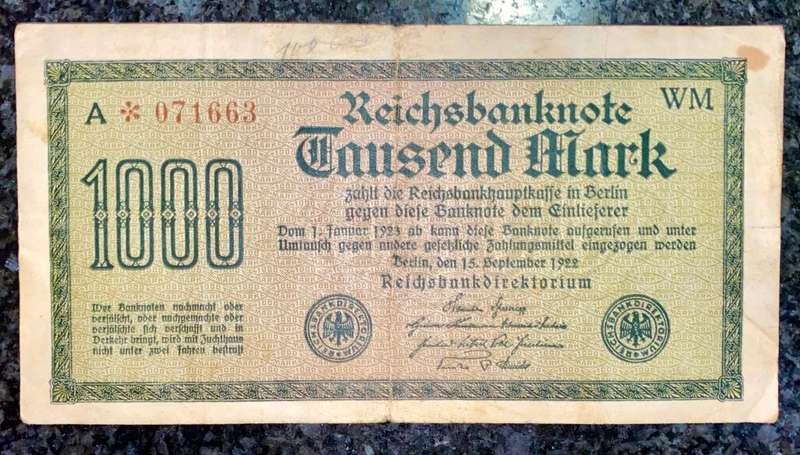 A * 071663
WM
Reichsbanknote
Tausend Mark
1000
zahlt die Reichsbankhauptkasse in Berlin
gegen diese Banknote dem Einlieferer
Vom 1. Januar 1923 ab kann diese Banknote aufgerufen und unter
Umtausch gegen andere gesetzliche Zahlungsmittel eingezogen werden
Berlin, den 15. September 1922
Reichsbankdirektorium
Wer Banknoten nachmacht oder
verfälscht, oder nachgemachte oder
verfälschte sich verschafft und in
Verkehr bringt, wird mit Zuchthaus
nicht unter zwei Jahren bestraft
REICHSBANKDIREKTORIUM
REICHSBANKDIREKTORIUM